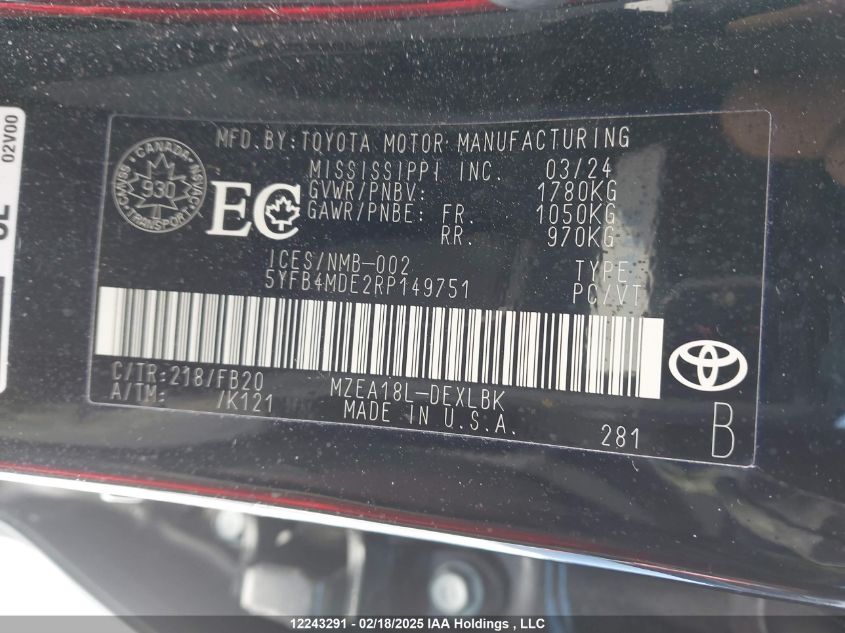 02V00
MFD.BY:TOYOTA MOTOR MANUFACTURING
MISSISSIPPI INC. 03/24
GVWR/PNBV: 1780KG
GAWR/PNBE: FR. 1050KG
RR. 970KG
CANADA
930
TRANSPORT
EC
ICES/NMB-002 TYPE
5YFB4MDE2RP149751 PC/VT
C/TR:218/FB20 MZEA18L-DEXLBK
A/TM: /K121 MADE IN U.S.A.
281 B
12243291 - 02/18/2025 IAA Holdings , LLC